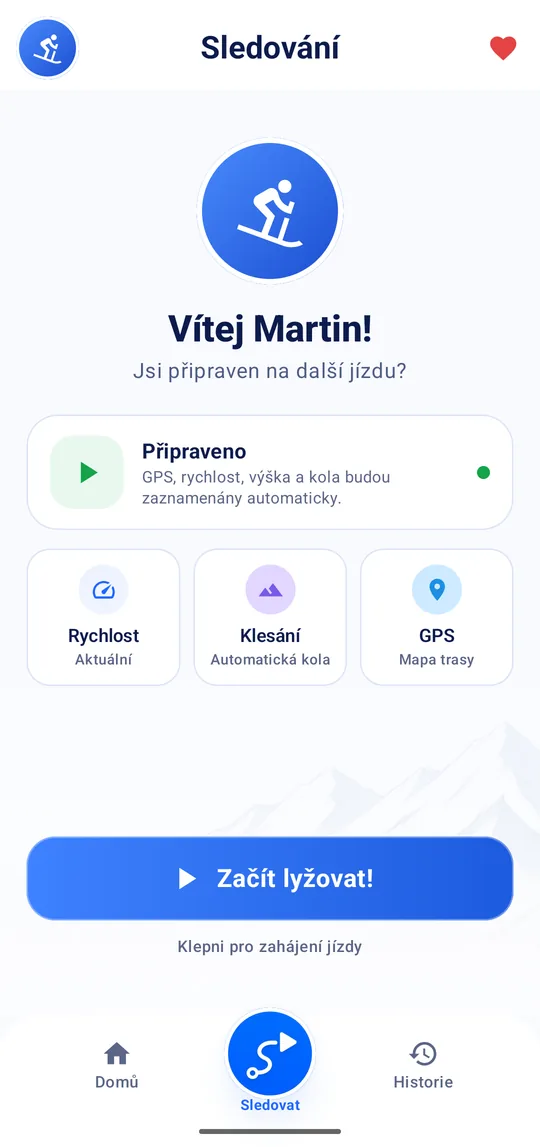 Sledování
Vítej Martin!
Jsi připraven na další jízdu?
Připraveno
GPS, rychlost, výška a kola budou
zaznamenány automaticky.
Rychlost
Aktuální
Klesání
Automatická kola
GPS
Mapa trasy
Začít lyžovat!
Klepni pro zahájení jízdy
Domů
Sledovat
Historie